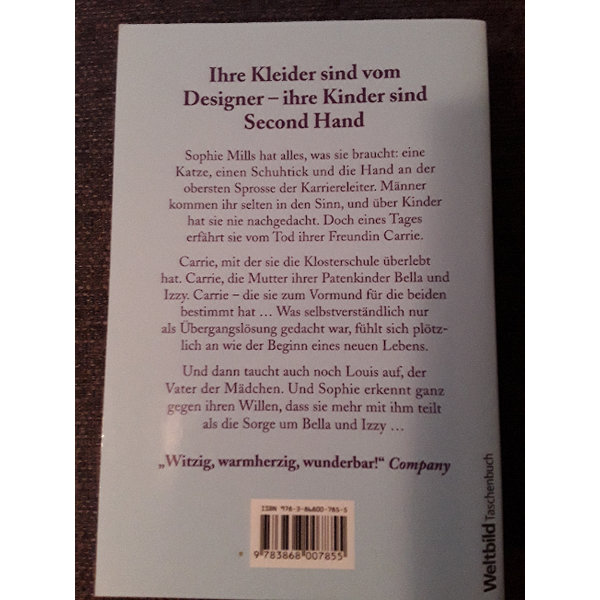 Ihre Kleider sind vom
Designer – ihre Kinder sind
Second Hand
Sophie Mills hat alles, was sie braucht: eine
Katze, einen Schuhtick und die Hand an der
obersten Sprosse der Karriereleiter. Männer
kommen ihr selten in den Sinn, und über Kinder
hat sie nie nachgedacht. Doch eines Tages
erfährt sie vom Tod ihrer Freundin Carrie.
Carrie, mit der sie die Klosterschule überlebt
hat. Carrie, die Mutter ihrer Patenkinder Bella und
Izzy. Carrie – die sie zum Vormund für die beiden
bestimmt hat … Was selbstverständlich nur
als Übergangslösung gedacht war, fühlt sich plötz-
lich an wie der Beginn eines neuen Lebens.
Und dann taucht auch noch Louis auf, der
Vater der Mädchen. Und Sophie erkennt ganz
gegen ihren Willen, dass sie mehr mit ihm teilt
als die Sorge um Bella und Izzy …
„Witzig, warmherzig, wunderbar!“ Company
ISBN 978-3-86800-785-5
9 783868 007855
Weltbild Taschenbuch